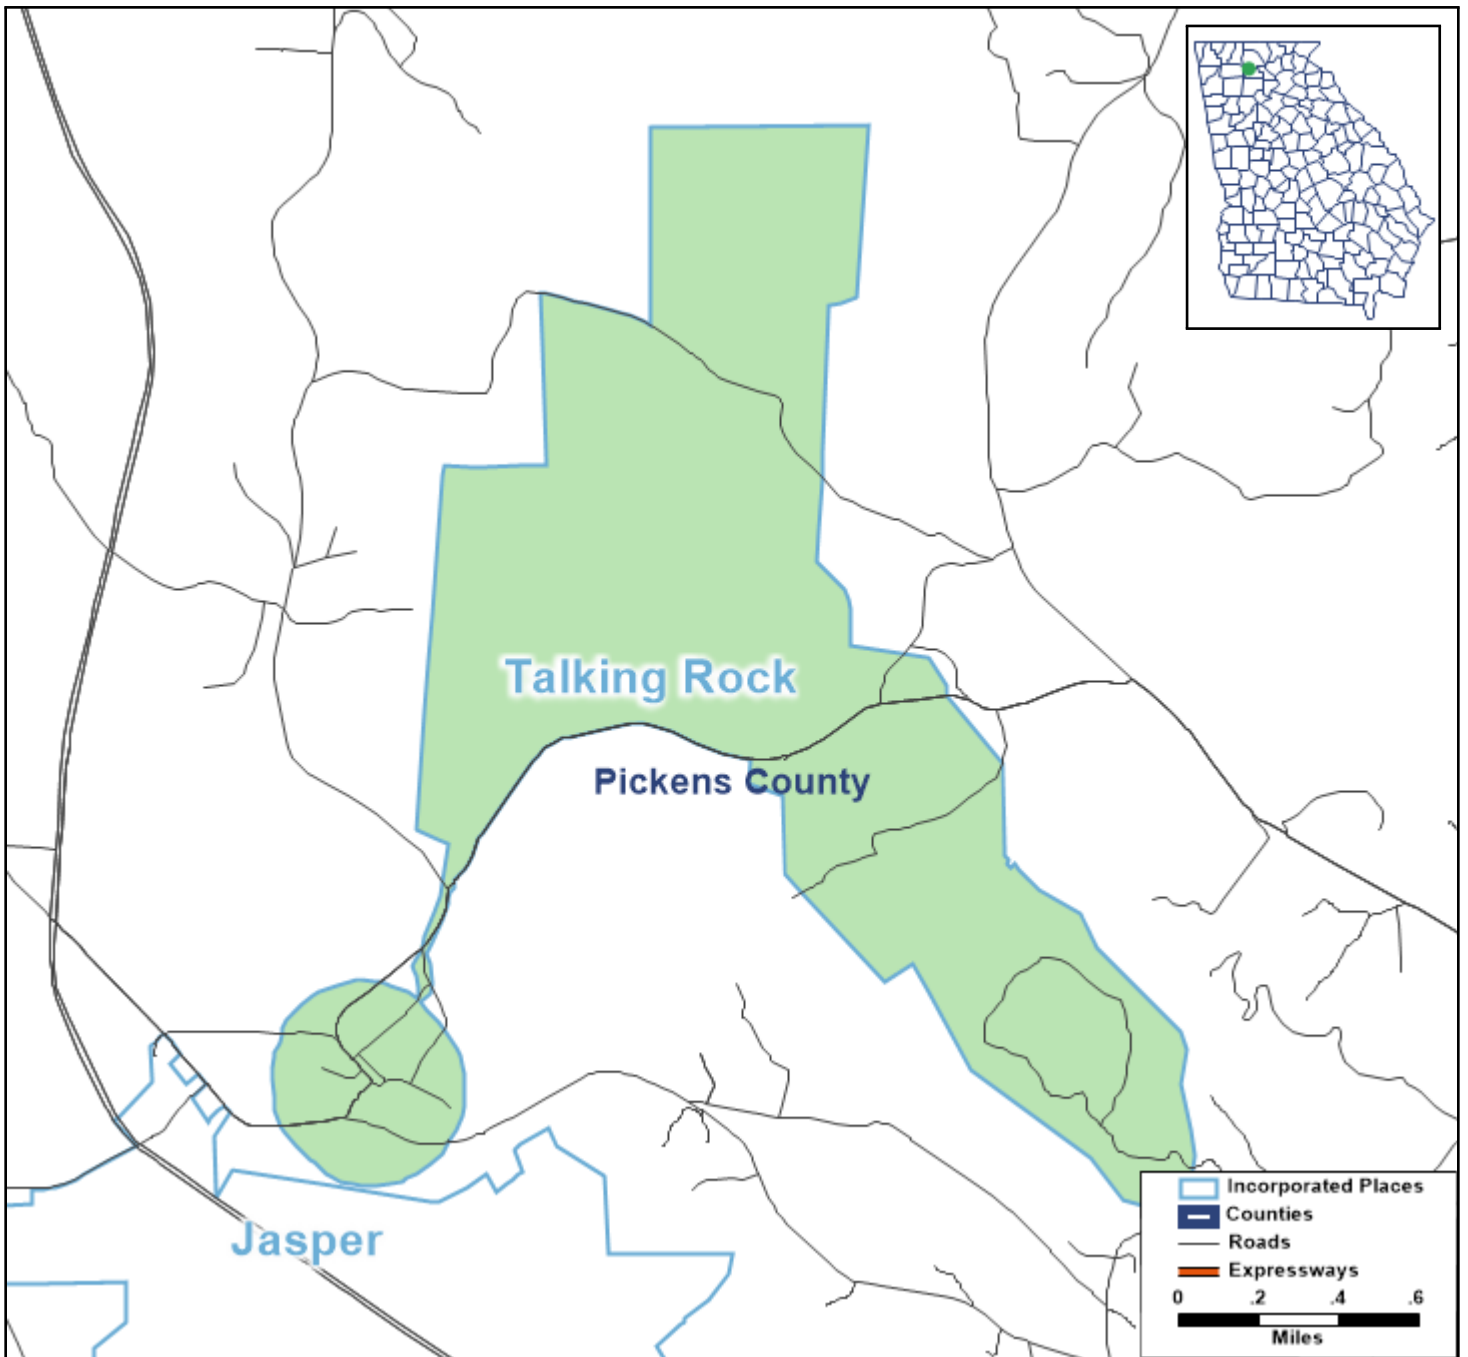 Talking Rock
Pickens County
Jasper
Incorporated Places
Counties
Roads
Expressways
0 .2 .4 .6
Miles